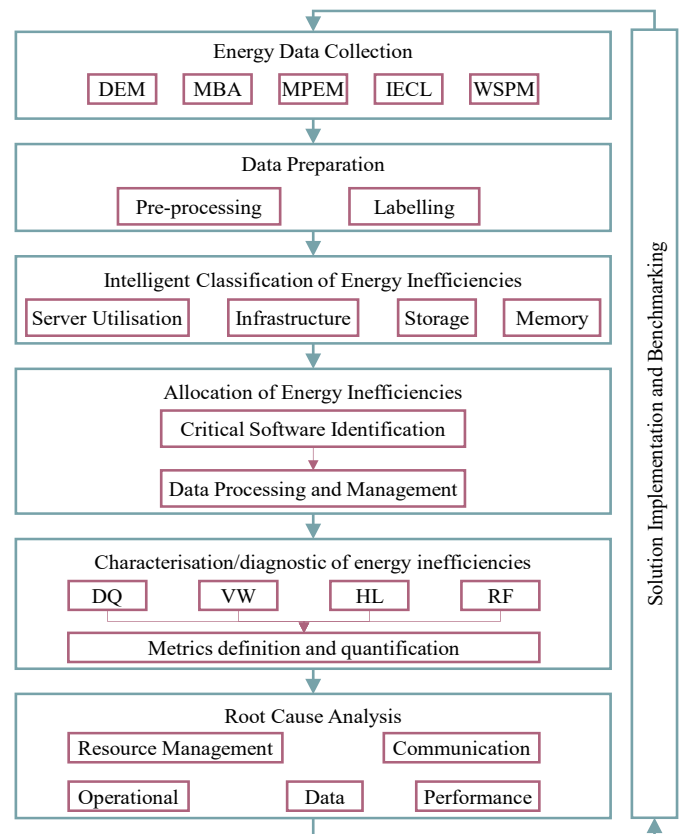 Energy Data Collection
DEM MBA MPEM IECL WSPM
Data Preparation
Pre-processing Labelling
Intelligent Classification of Energy Inefficiencies
Server Utilisation Infrastructure Storage Memory
Allocation of Energy Inefficiencies
Critical Software Identification
Data Processing and Management
Characterisation/diagnostic of energy inefficiencies
DQ VW HL RF
Metrics definition and quantification
Root Cause Analysis
Resource Management Communication
Operational Data Performance
Solution Implementation and Benchmarking